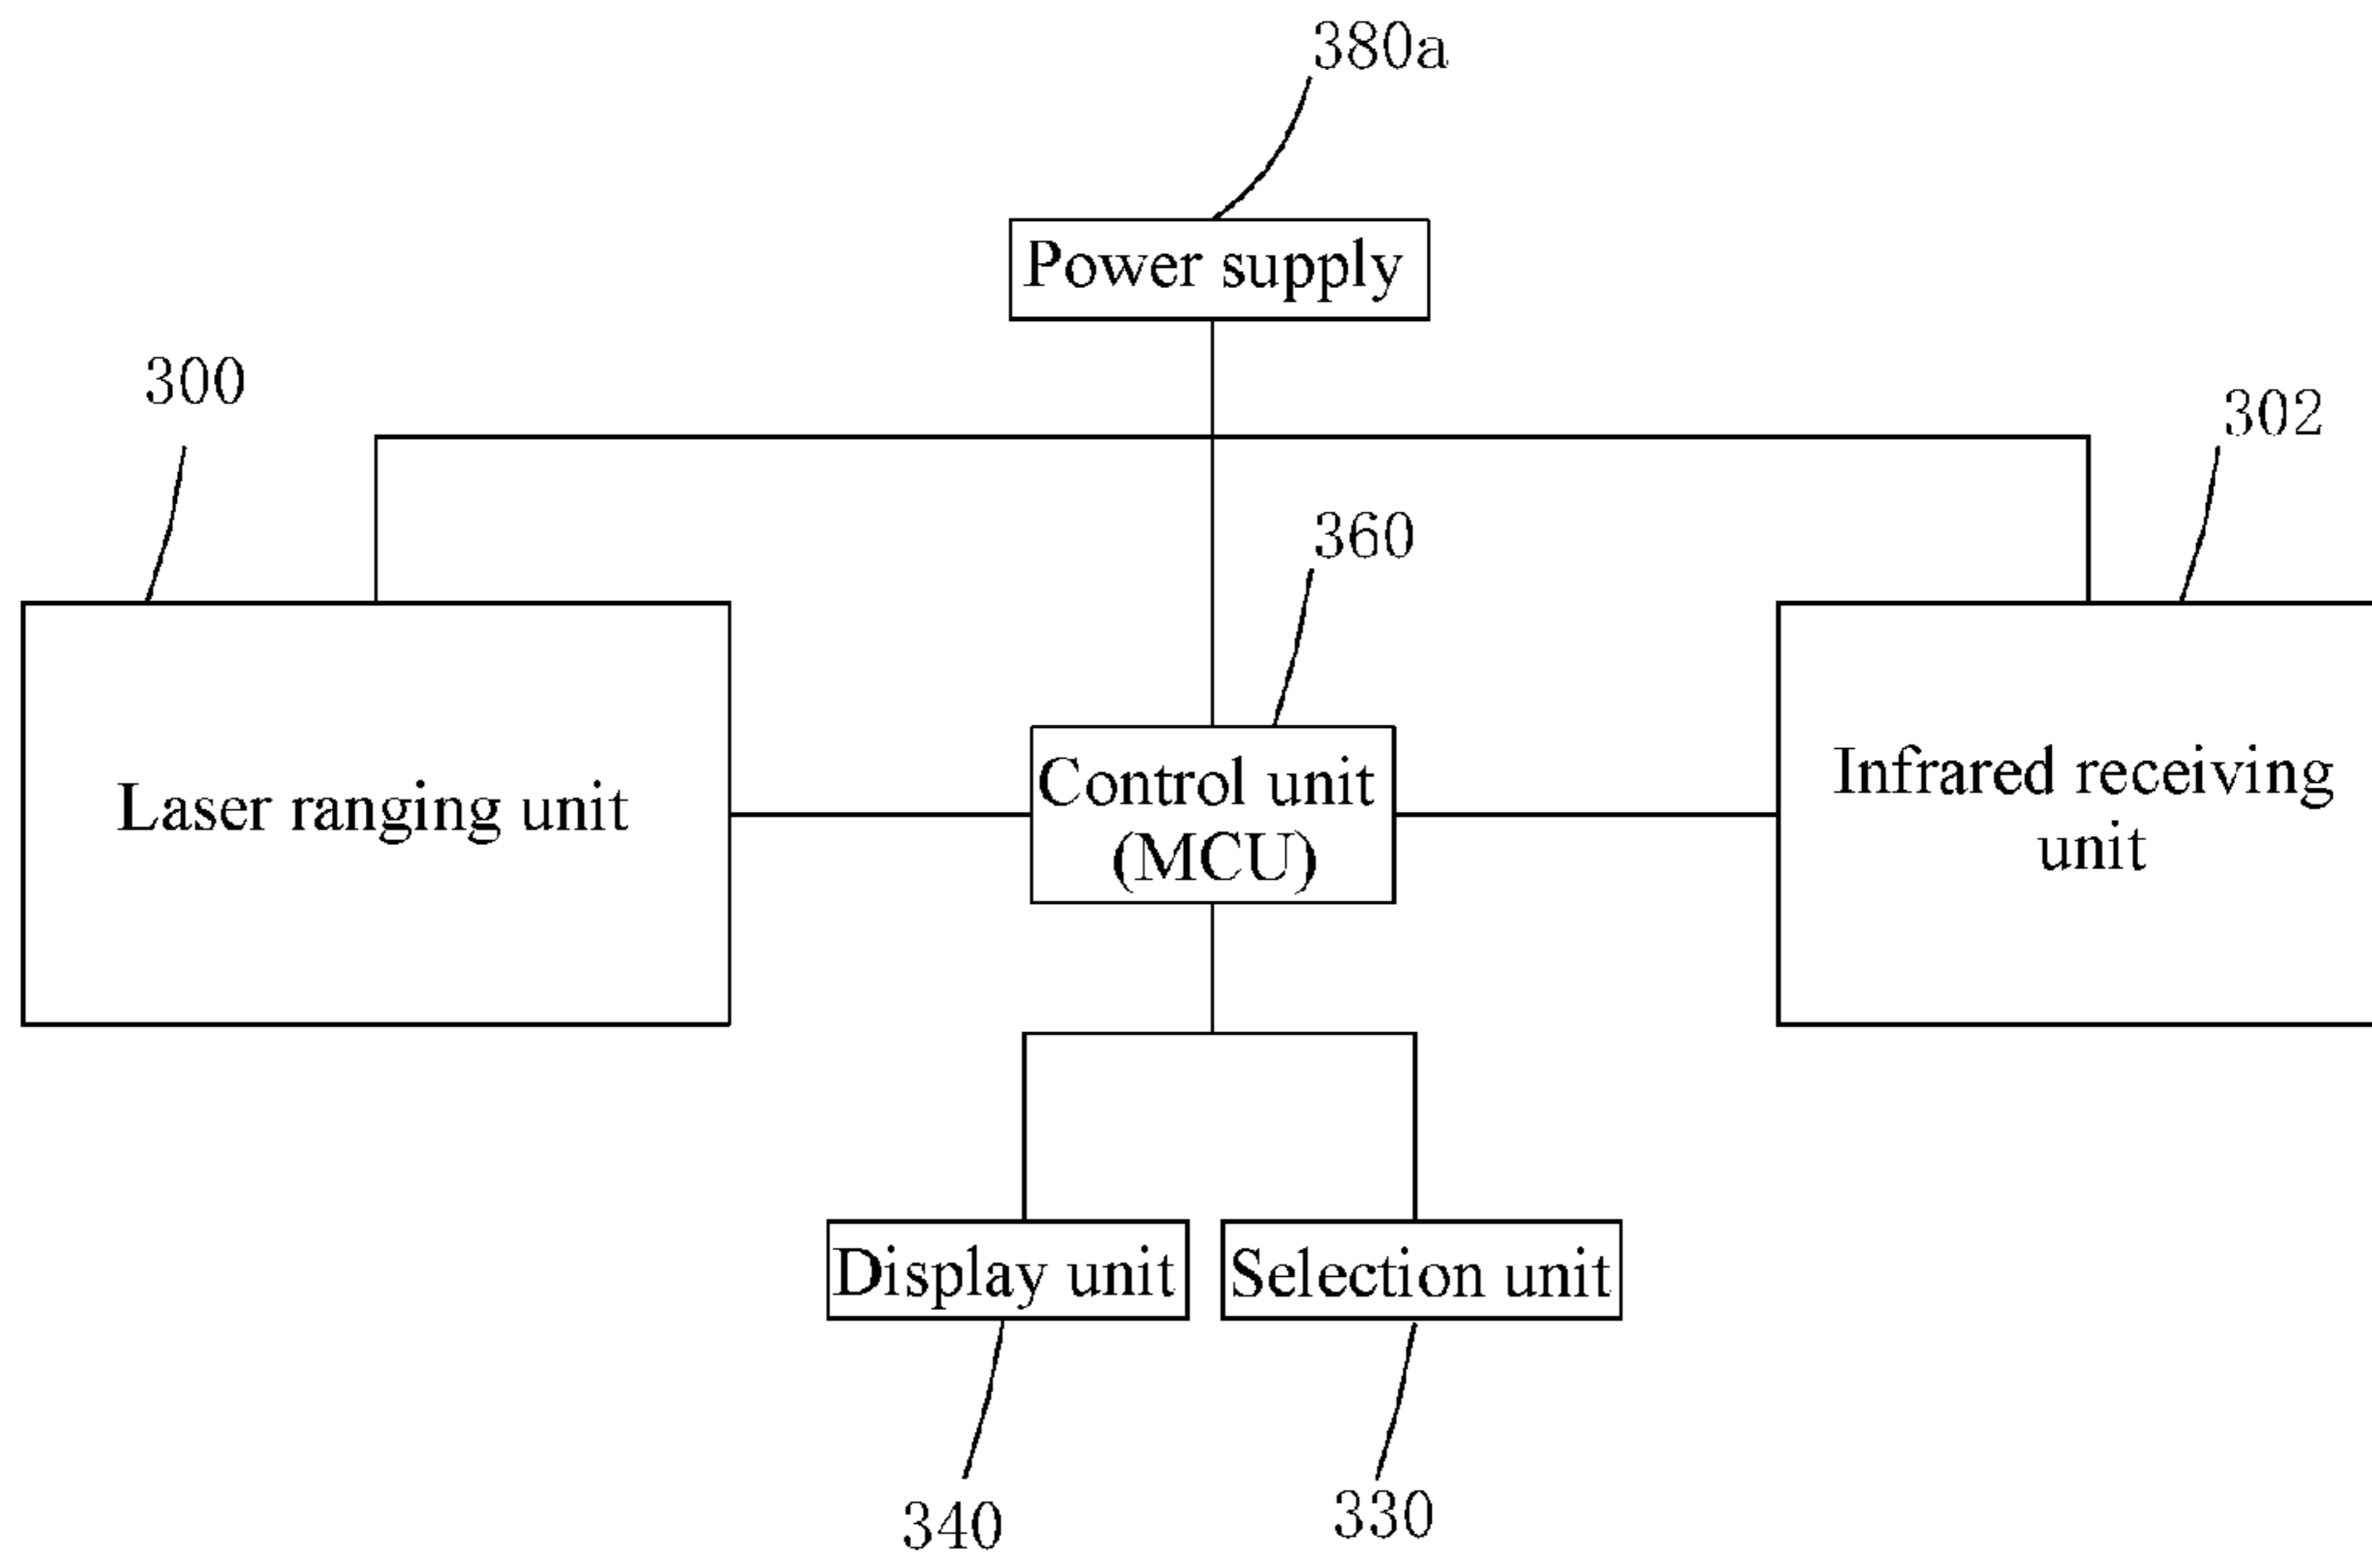 380a
Power supply
300
302
360
Laser ranging unit
Control unit
(MCU)
Infrared receiving
unit
Display unit
Selection unit
340
330